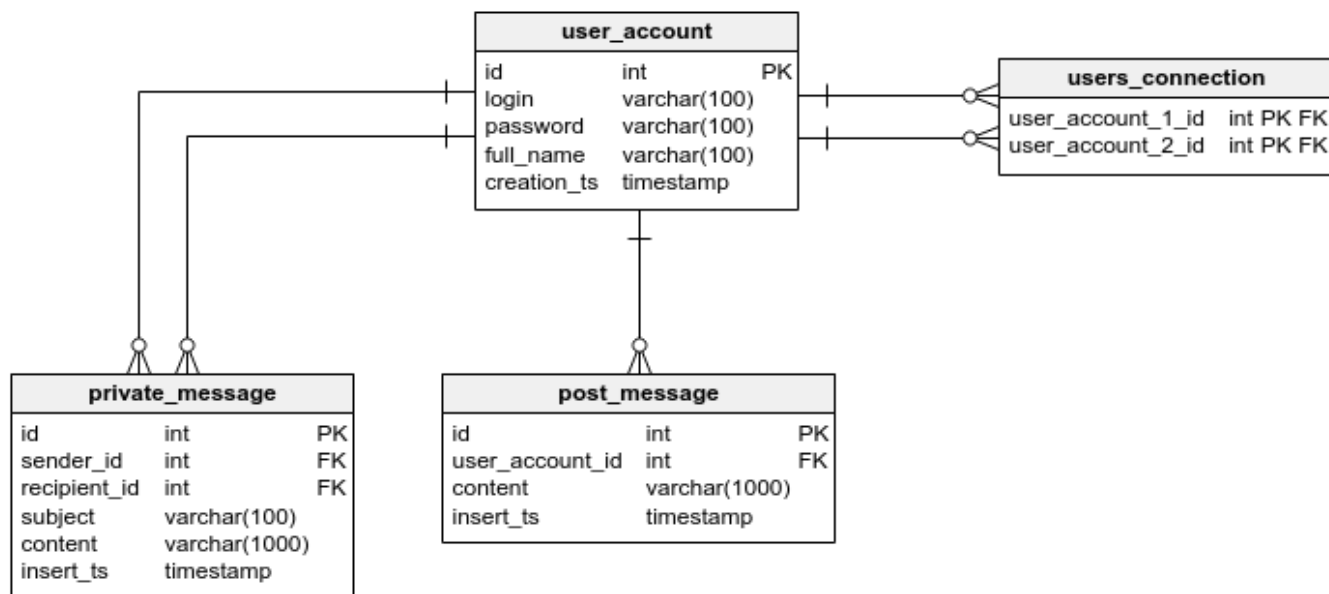 user_account
id int PK
login varchar(100)
password varchar(100)
full_name varchar(100)
creation_ts timestamp
users_connection
user_account_1_id int PK FK
user_account_2_id int PK FK
private_message
id int PK
sender_id int FK
recipient_id int FK
subject varchar(100)
content varchar(1000)
insert_ts timestamp
post_message
id int PK
user_account_id int FK
content varchar(1000)
insert_ts timestamp